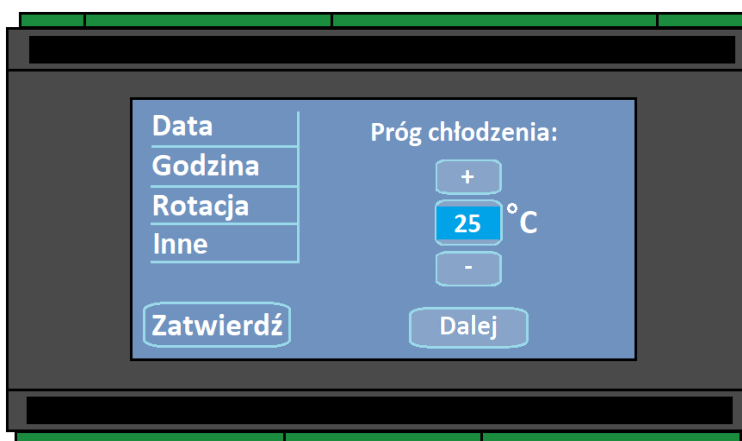 Data
Godzina
Rotacja
Inne
Zatwierdź
Próg chłodzenia:
+
25 °C
-
Dalej